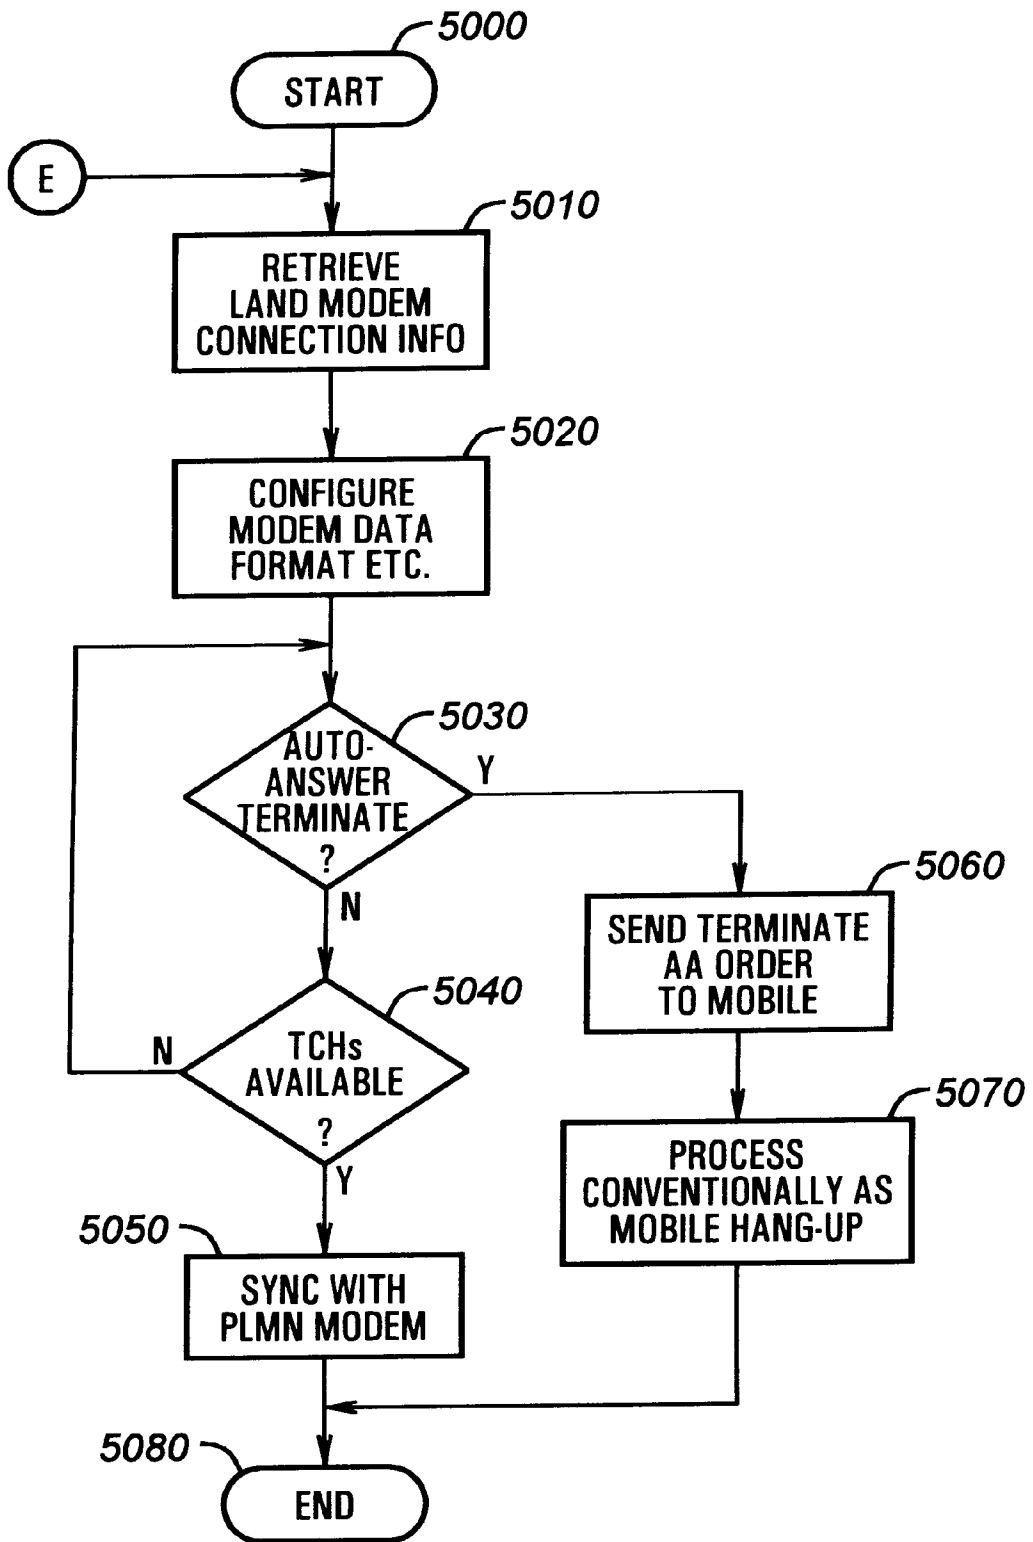 5000
START
E
5010
RETRIEVE
LAND MODEM
CONNECTION INFO
5020
CONFIGURE
MODEM DATA
FORMAT ETC.
5030
AUTO-
ANSWER
TERMINATE
?
Y
N
5060
SEND TERMINATE
AA ORDER
TO MOBILE
5040
TCHs
AVAILABLE
?
N
Y
5070
PROCESS
CONVENTIONALLY AS
MOBILE HANG-UP
5050
SYNC WITH
PLMN MODEM
5080
END